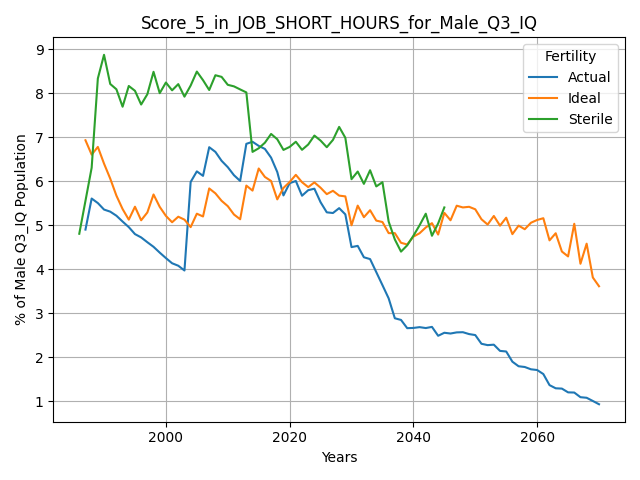 Score_5_in_JOB_SHORT_HOURS_for_Male_Q3_IQ
Fertility
Actual
Ideal
Sterile
% of Male Q3_IQ Population
9
8
7
6
5
4
3
2
1
2000
2020
2040
2060
Years